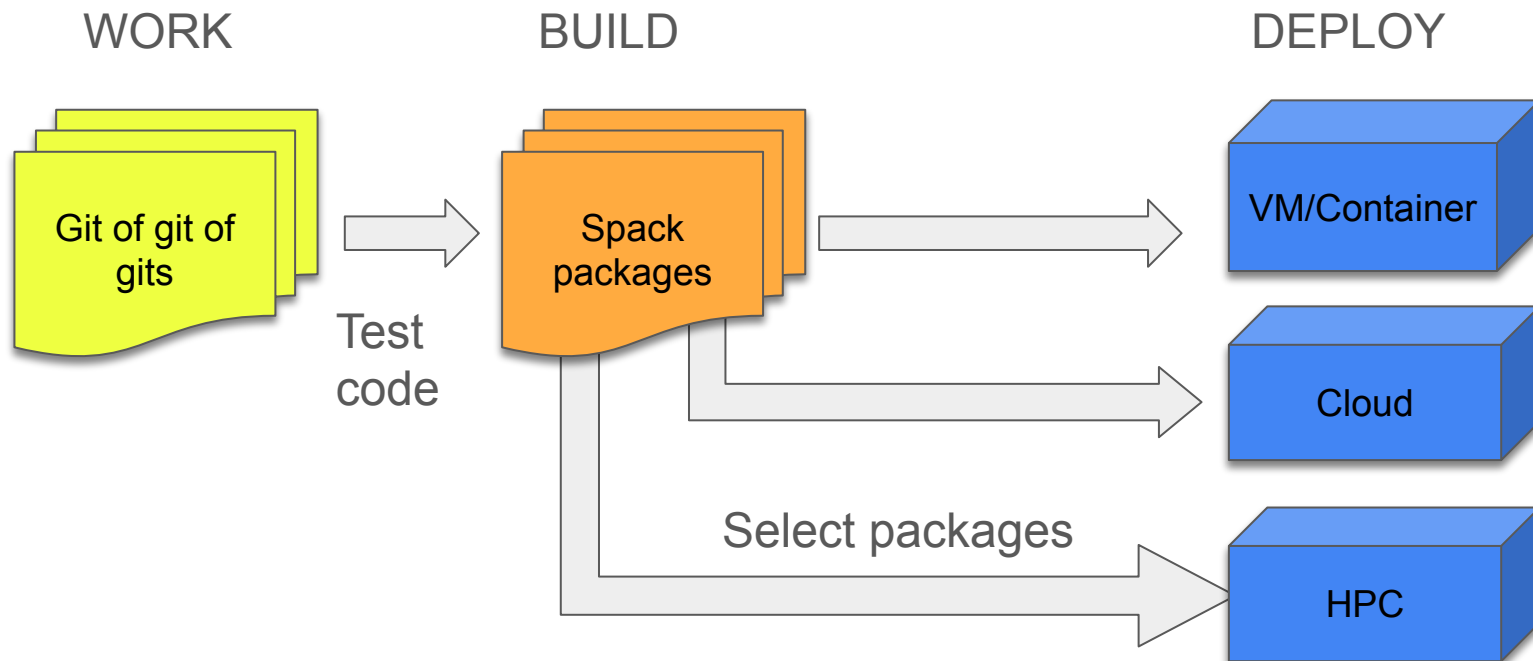 WORK
BUILD
DEPLOY
Git of git of
gits
Test
code
Spack
packages
VM/Container
Cloud
Select packages
HPC